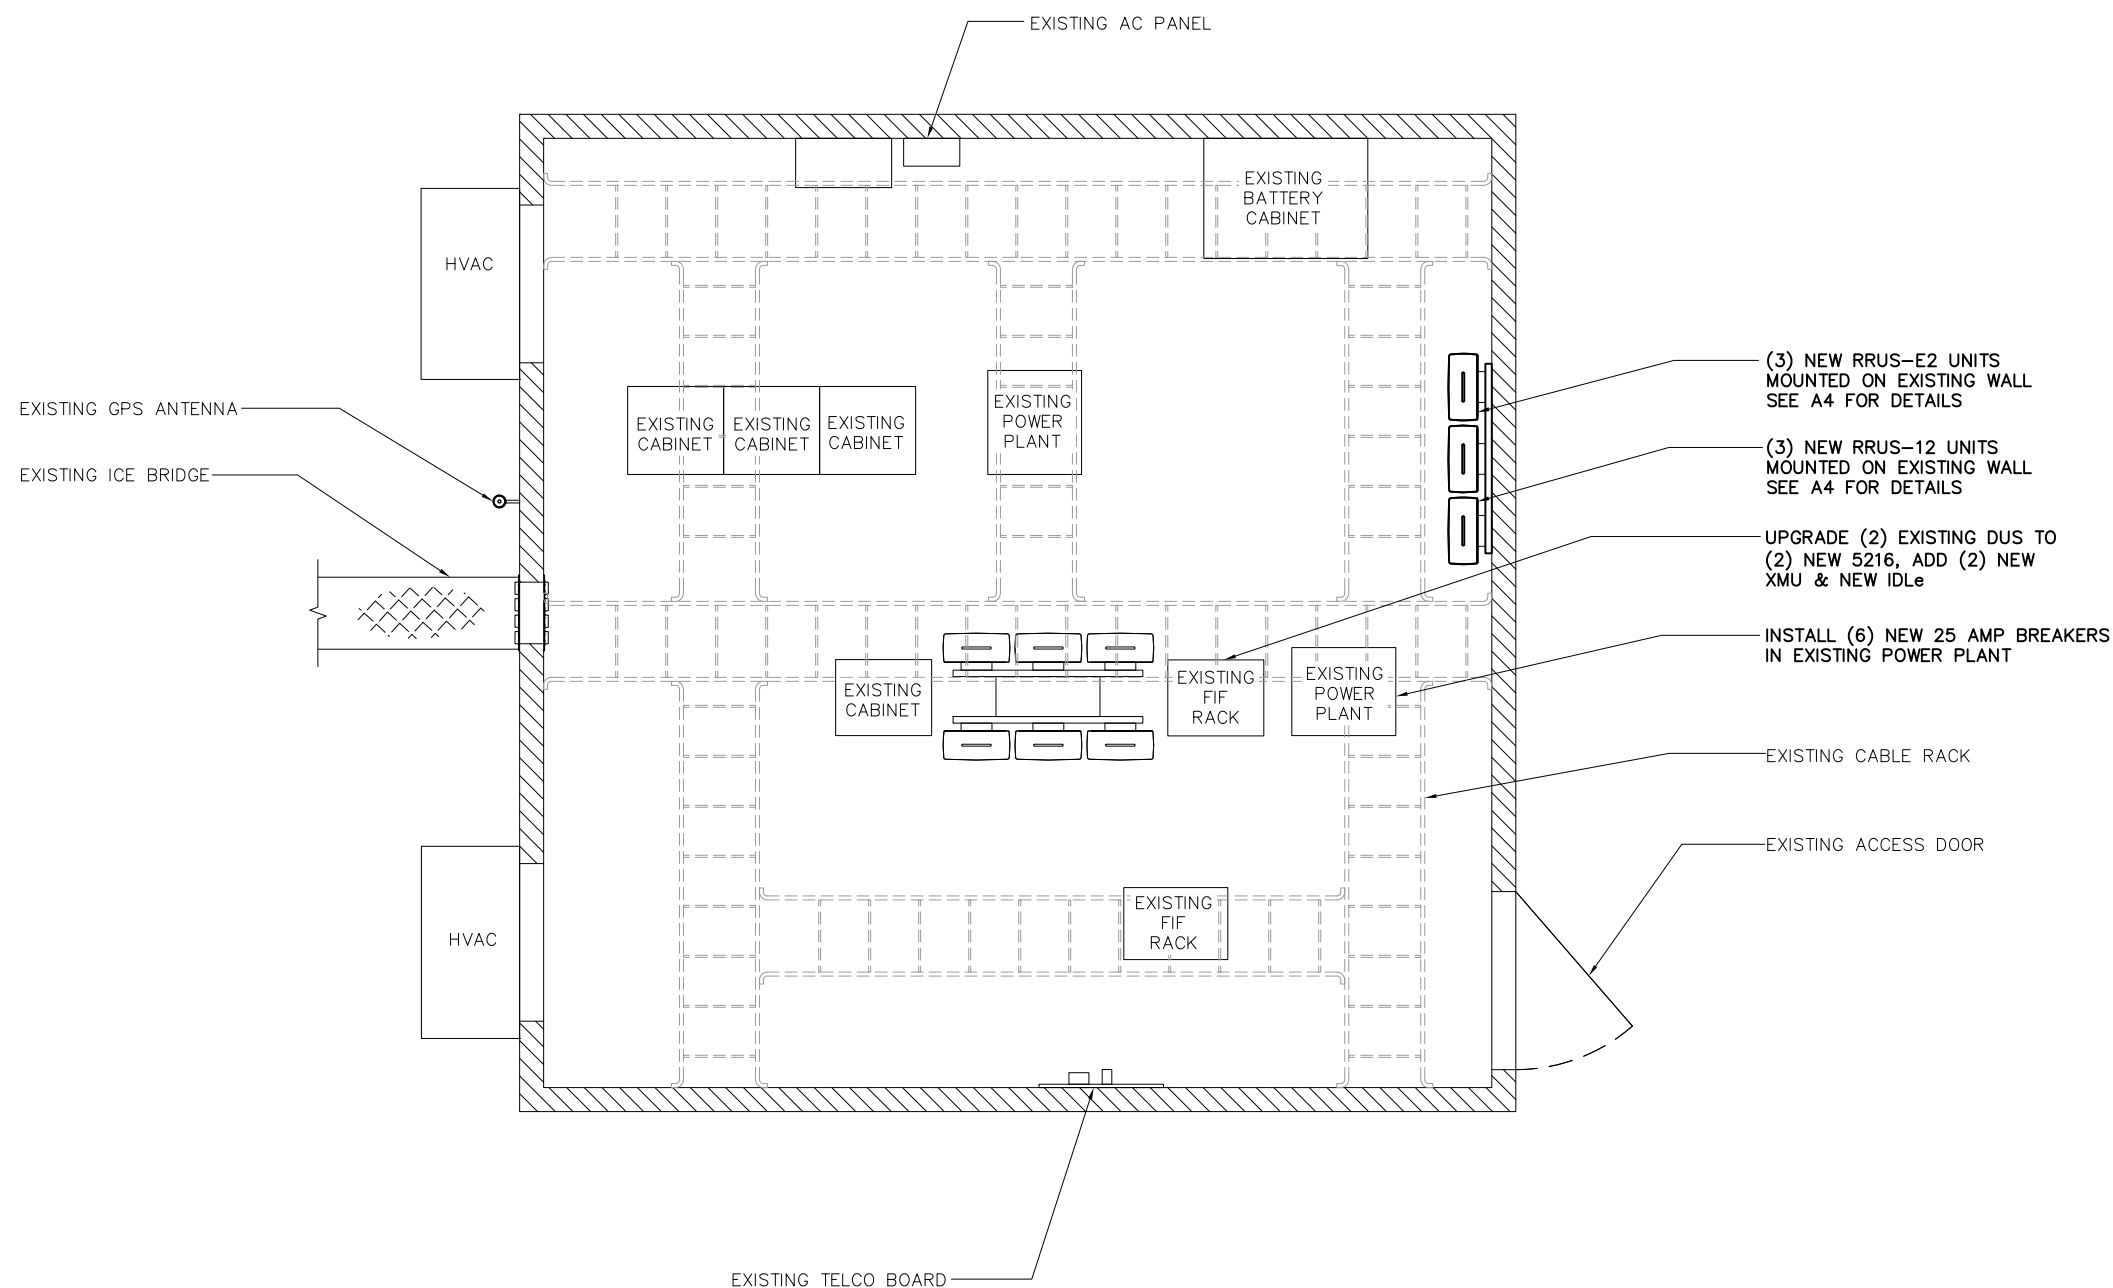 EXISTING AC PANEL
EXISTING
BATTERY
CABINET
HVAC
EXISTING GPS ANTENNA
EXISTING ICE BRIDGE
EXISTING
CABINET
EXISTING
CABINET
EXISTING
CABINET
EXISTING
POWER
PLANT
(3) NEW RRUS-E2 UNITS
MOUNTED ON EXISTING WALL
SEE A4 FOR DETAILS
(3) NEW RRUS-12 UNITS
MOUNTED ON EXISTING WALL
SEE A4 FOR DETAILS
UPGRADE (2) EXISTING DUS TO
(2) NEW 5216, ADD (2) NEW
XMU & NEW IDLe
INSTALL (6) NEW 25 AMP BREAKERS
IN EXISTING POWER PLANT
EXISTING
CABINET
EXISTING
FIF
RACK
EXISTING
POWER
PLANT
EXISTING CABLE RACK
EXISTING ACCESS DOOR
HVAC
EXISTING
FIF
RACK
EXISTING TELCO BOARD